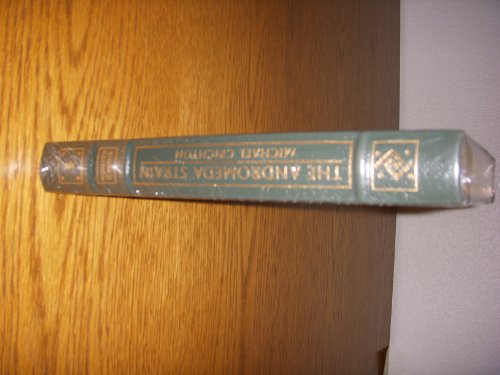 THE ANDROMEDA STRAIN
MICHAEL CRICHTON